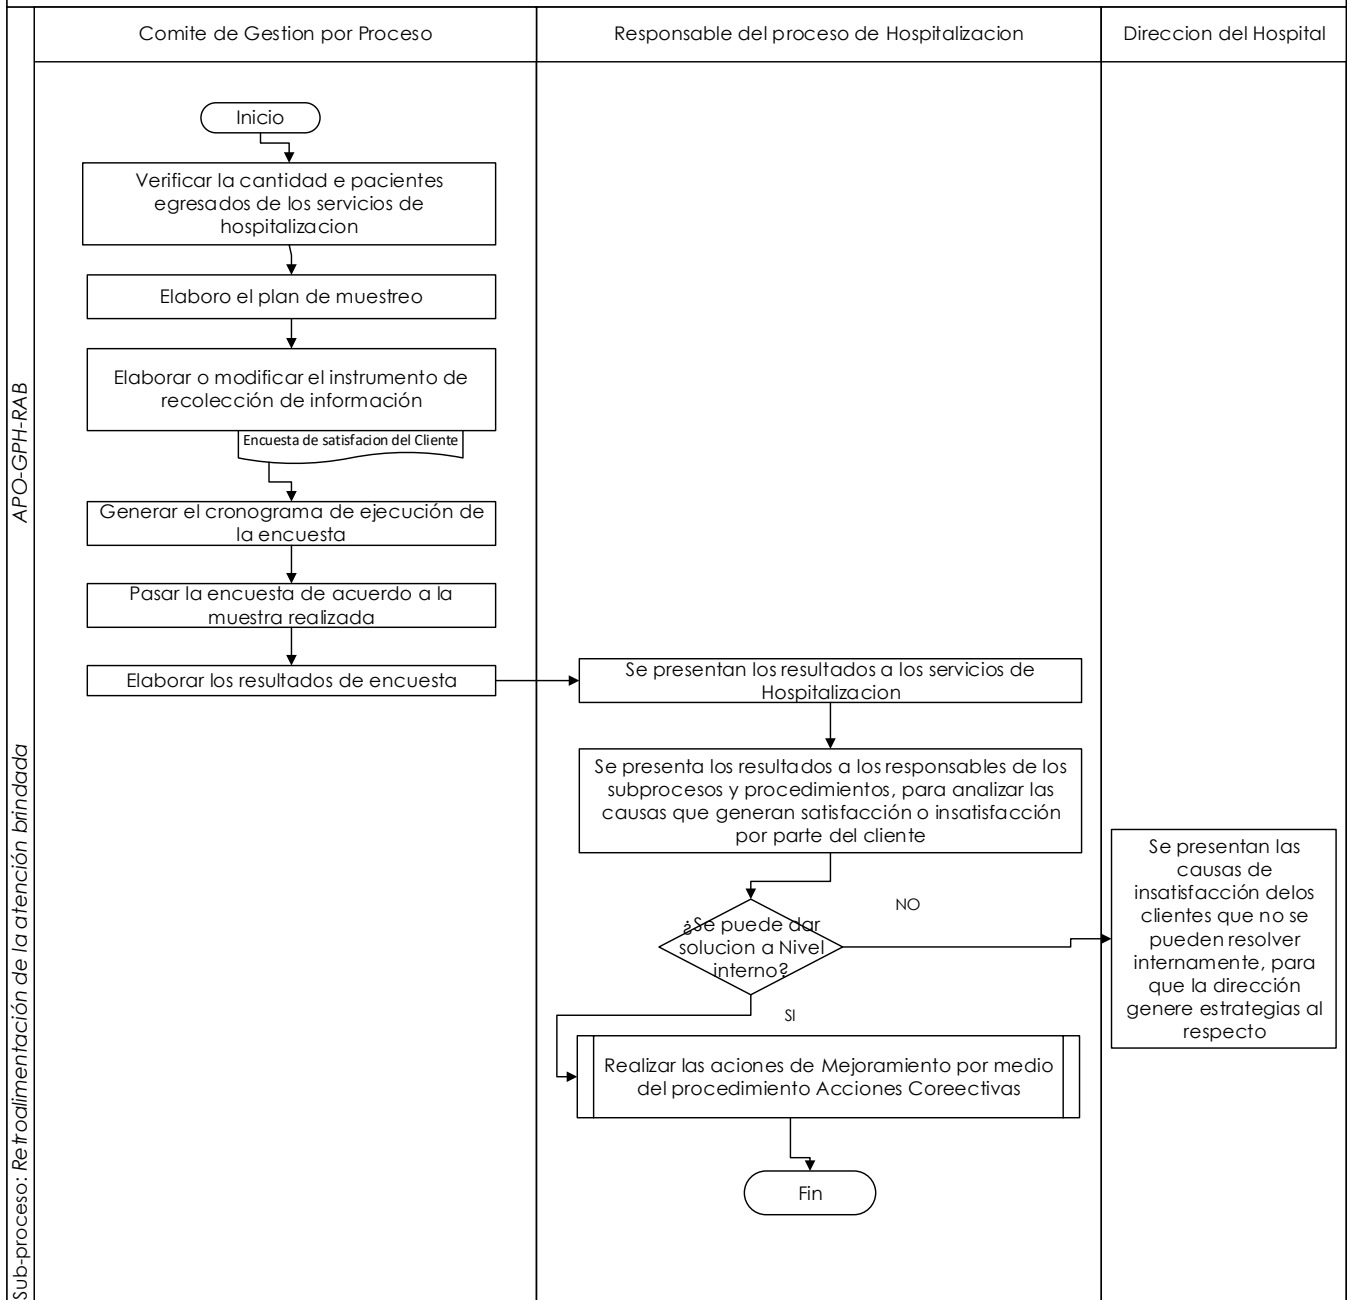 Comite de Gestion por Proceso
Responsable del proceso de Hospitalizacion
Direccion del Hospital
APO-GPH-RAB
Sub-proceso: Retroalimentación de la atención brindada
Inicio
Verificar la cantidad e pacientes
egresados de los servicios de
hospitalizacion
Elaboro el plan de muestreo
Elaborar o modificar el instrumento de
recolección de información
Encuesta de satisfacion del Cliente
Generar el cronograma de ejecución de
la encuesta
Pasar la encuesta de acuerdo a la
muestra realizada
Elaborar los resultados de encuesta
Se presentan los resultados a los servicios de
Hospitalizacion
Se presenta los resultados a los responsables de los
subprocesos y procedimientos, para analizar las
causas que generan satisfacción o insatisfacción
por parte del cliente
¿Se puede dar
solucion a Nivel
interno?
NO
Se presentan las
causas de
insatisfacción delos
clientes que no se
pueden resolver
internamente, para
que la dirección
genere estrategias al
respecto
SI
Realizar las aciones de Mejoramiento por medio
del procedimiento Acciones Coreectivas
Fin